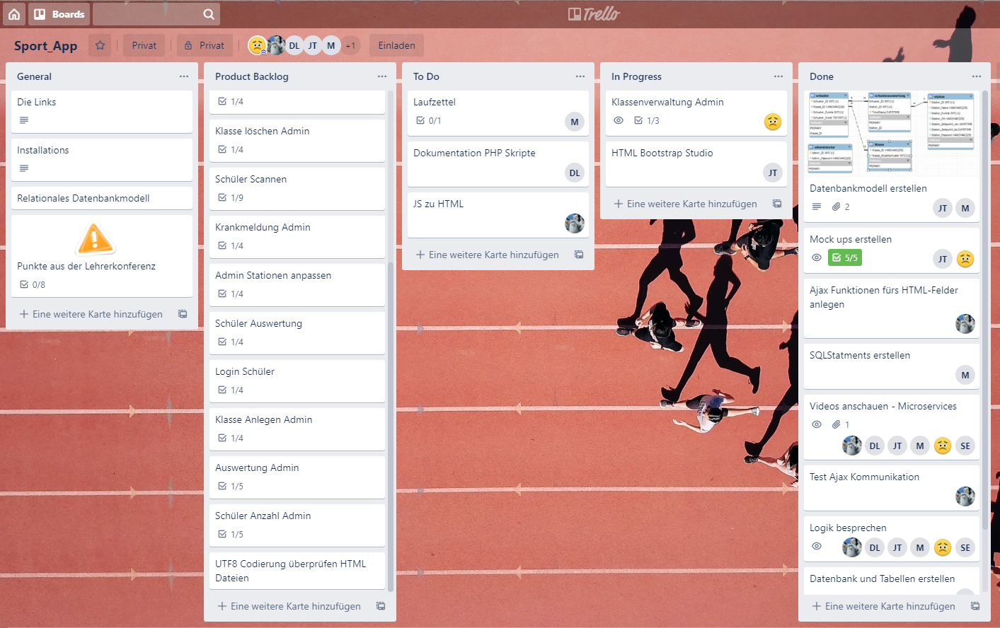 Boards
Trello
Sport_App
Privat
Privat
DL
JT
M
+1
Einladen
General
Die Links
Installations
Relationales Datenbankmodell
Punkte aus der Lehrerkonferenz
0/8
Eine weitere Karte hinzufügen
Product Backlog
1/4
Klasse löschen Admin
1/4
Schüler Scannen
1/9
Krankmeldung Admin
1/4
Admin Stationen anpassen
1/4
Schüler Auswertung
1/4
Login Schüler
1/4
Klasse Anlegen Admin
1/4
Auswertung Admin
1/5
Schüler Anzahl Admin
1/5
UTF8 Codierung überprüfen HTML
Dateien
Eine weitere Karte hinzufügen
To Do
Laufzettel
0/1
M
Dokumentation PHP Skripte
DL
JS zu HTML
Eine weitere Karte hinzufügen
In Progress
Klassenverwaltung Admin
1/3
HTML Bootstrap Studio
JT
Eine weitere Karte hinzufügen
Done
Datenbankmodell erstellen
2
JT
M
Mock ups erstellen
5/5
JT
Ajax Funktionen fürs HTML-Felder
anlegen
SQLStatments erstellen
M
Videos anschauen - Microservices
1
DL
JT
M
SE
Test Ajax Kommunikation
Logik besprechen
DL
JT
M
SE
Datenbank und Tabellen erstellen
Eine weitere Karte hinzufügen